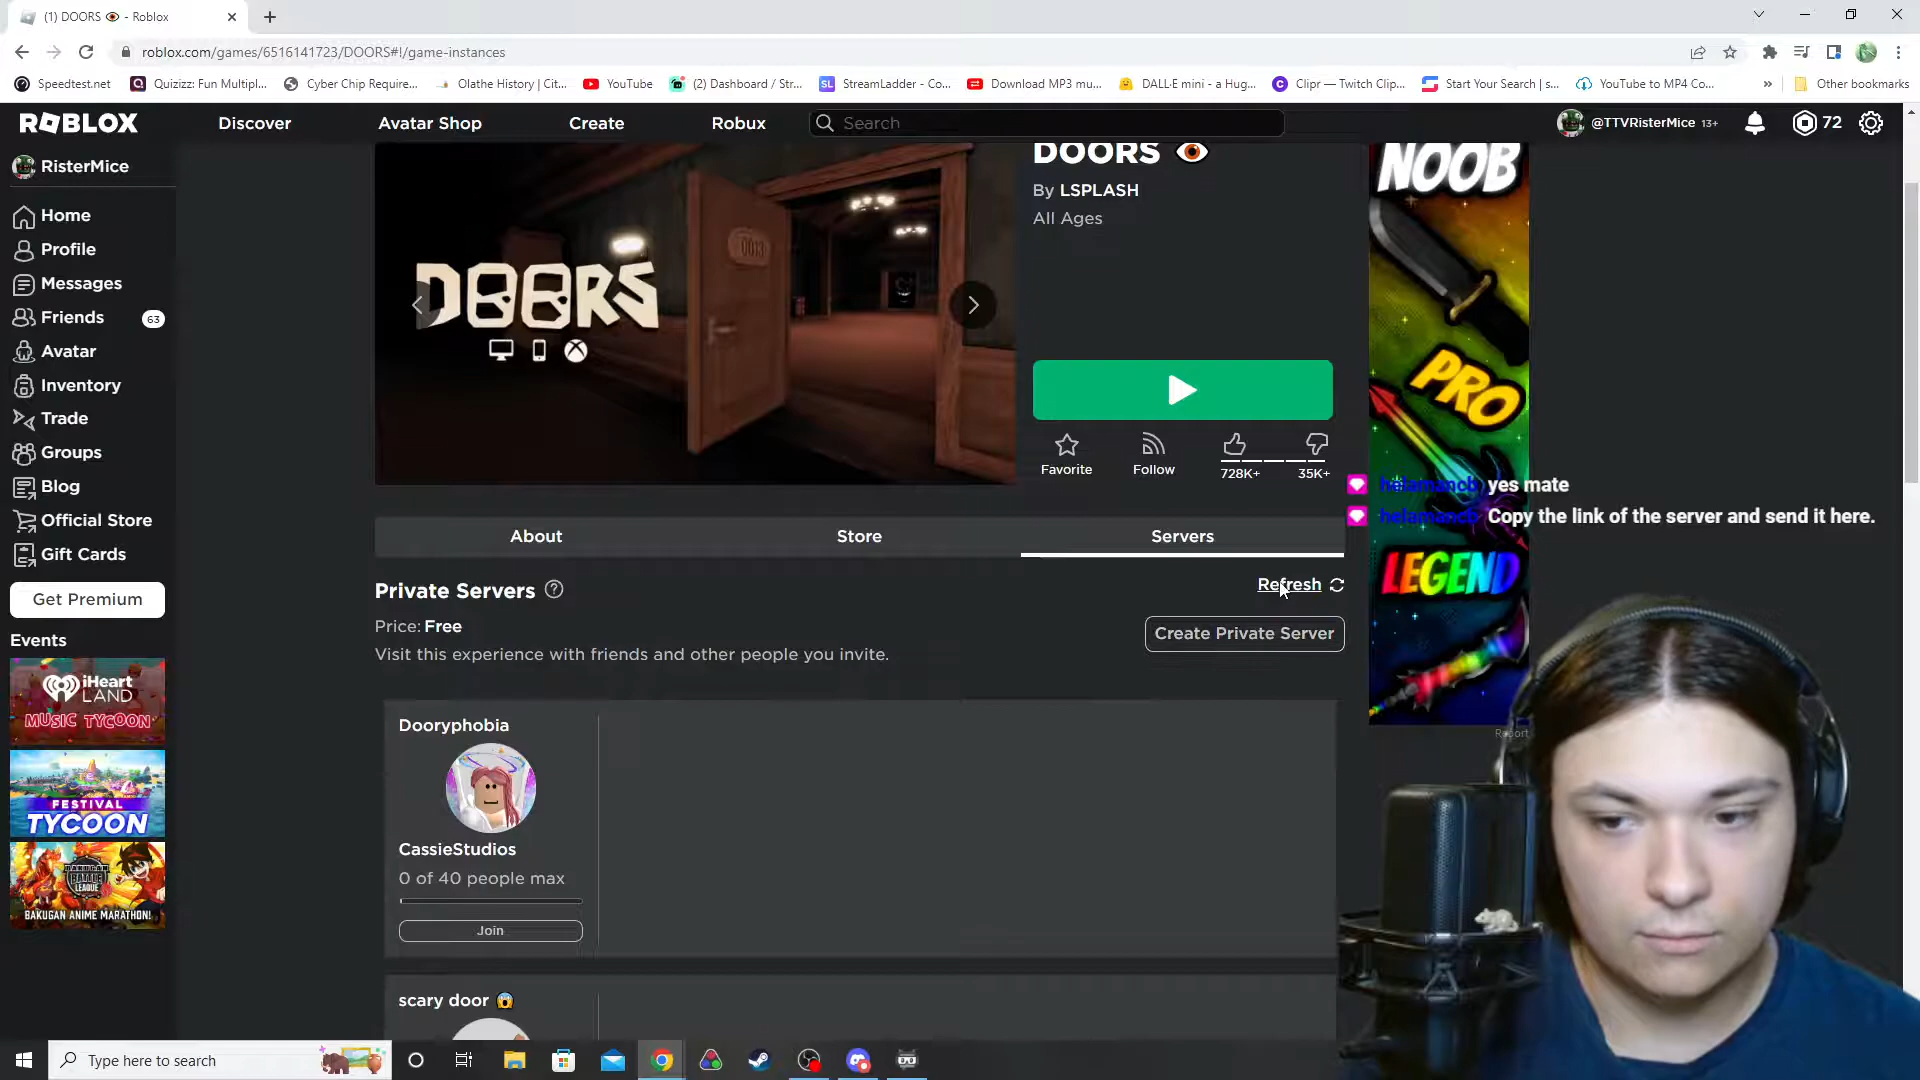 (1) DOORS 👁 - Roblox
roblox.com/games/6516141723/DOORS#!/game-instances
Speedtest.net
Quizizz: Fun Multipl...
Cyber Chip Require...
Olathe History | Cit...
YouTube
(2) Dashboard / Str...
StreamLadder - Co...
Download MP3 mu...
DALL·E mini - a Hug...
Clipr — Twitch Clip...
Start Your Search | s...
YouTube to MP4 Co...
Other bookmarks
ROBLOX
Discover
Avatar Shop
Create
Robux
Search
@TTVRisterMice 13+
72
RisterMice
Home
Profile
Messages
Friends
63
Avatar
Inventory
Trade
Groups
Blog
Official Store
Gift Cards
Get Premium
Events
iHeart
LAND
MUSIC TYCOON
FESTIVAL
TYCOON
BAKUGAN
BATTLE
LEAGUE
BAKUGAN ANIME MARATHON!
DOORS
0013
DOORS 👁
By LSPLASH
All Ages
Favorite
Follow
728K+
35K+
NOOB
PRO
LEGEND
Report
helamancb yes mate
helamancb Copy the link of the server and send it here.
About
Store
Servers
Private Servers
Refresh
Price: Free
Create Private Server
Visit this experience with friends and other people you invite.
Dooryphobia
CassieStudios
0 of 40 people max
Join
scary door 😱
Type here to search